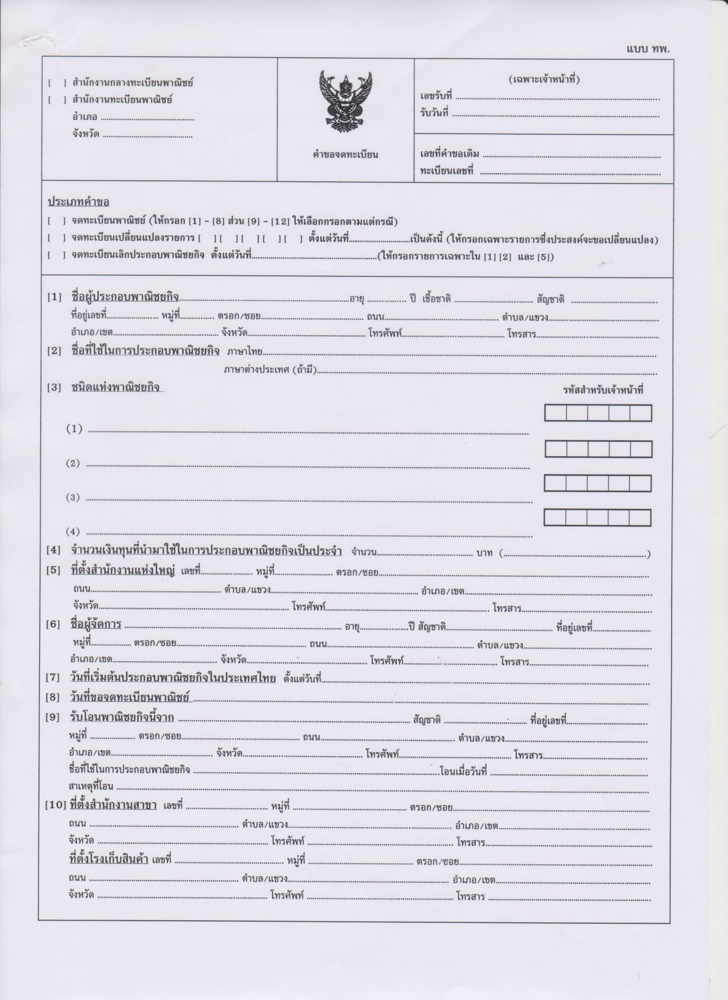 แบบ ทพ.
[ ] สำนักงานกลางทะเบียนพาณิชย์
[ ] สำนักงานทะเบียนพาณิชย์
อำเภอ ..........
จังหวัด ..........
คำขอจดทะเบียน
(เฉพาะเจ้าหน้าที่)
เลขรับที่ ..........
รับวันที่ ..........
เลขที่คำขอเดิม ..........
ทะเบียนเลขที่ ..........
ประเภทคำขอ
[ ] จดทะเบียนพาณิชย์ (ให้กรอก [1] - [8] ส่วน [9] - [12] ให้เลือกกรอกตามแต่กรณี)
[ ] จดทะเบียนเปลี่ยนแปลงรายการ [ ] [ ] [ ] [ ] [ ] ตั้งแต่วันที่..........เป็นดังนี้ (ให้กรอกเฉพาะรายการซึ่งประสงค์จะขอเปลี่ยนแปลง)
[ ] จดทะเบียนเลิกประกอบพาณิชยกิจ ตั้งแต่วันที่..........(ให้กรอกรายการเฉพาะใน [1] [2] และ [5])
[1] ชื่อผู้ประกอบพาณิชยกิจ..........อายุ .......... ปี เชื้อชาติ .......... สัญชาติ ..........
ที่อยู่เลขที่.......... หมู่ที่.......... ตรอก/ซอย.......... ถนน.......... ตำบล/แขวง..........
อำเภอ/เขต.......... จังหวัด.......... โทรศัพท์.......... โทรสาร..........
[2] ชื่อที่ใช้ในการประกอบพาณิชยกิจ ภาษาไทย..........
ภาษาต่างประเทศ (ถ้ามี)..........
[3] ชนิดแห่งพาณิชยกิจ รหัสสำหรับเจ้าหน้าที่
(1) ..........
(2) ..........
(3) ..........
(4) ..........
[4] จำนวนเงินทุนที่นำมาใช้ในการประกอบพาณิชยกิจเป็นประจำ จำนวน.......... บาท (..........)
[5] ที่ตั้งสำนักงานแห่งใหญ่ เลขที่.......... หมู่ที่.......... ตรอก/ซอย..........
ถนน.......... ตำบล/แขวง.......... อำเภอ/เขต..........
จังหวัด.......... โทรศัพท์.......... โทรสาร..........
[6] ชื่อผู้จัดการ .......... อายุ..........ปี สัญชาติ.......... ที่อยู่เลขที่..........
หมู่ที่.......... ตรอก/ซอย.......... ถนน.......... ตำบล/แขวง..........
อำเภอ/เขต.......... จังหวัด.......... โทรศัพท์.......... โทรสาร..........
[7] วันที่เริ่มต้นประกอบพาณิชยกิจในประเทศไทย ตั้งแต่วันที่..........
[8] วันที่ขอจดทะเบียนพาณิชย์ ..........
[9] รับโอนพาณิชยกิจนี้จาก .......... สัญชาติ .......... ที่อยู่เลขที่..........
หมู่ที่ .......... ตรอก/ซอย.......... ถนน.......... ตำบล/แขวง..........
อำเภอ/เขต.......... จังหวัด.......... โทรศัพท์.......... โทรสาร..........
ชื่อที่ใช้ในการประกอบพาณิชยกิจ ..........โอนเมื่อวันที่ ..........
สาเหตุที่โอน ..........
[10] ที่ตั้งสำนักงานสาขา เลขที่ .......... หมู่ที่ .......... ตรอก/ซอย..........
ถนน .......... ตำบล/แขวง.......... อำเภอ/เขต..........
จังหวัด .......... โทรศัพท์ .......... โทรสาร..........
ที่ตั้งโรงเก็บสินค้า เลขที่ .......... หมู่ที่ .......... ตรอก/ซอย..........
ถนน .......... ตำบล/แขวง.......... อำเภอ/เขต..........
จังหวัด .......... โทรศัพท์ .......... โทรสาร ..........